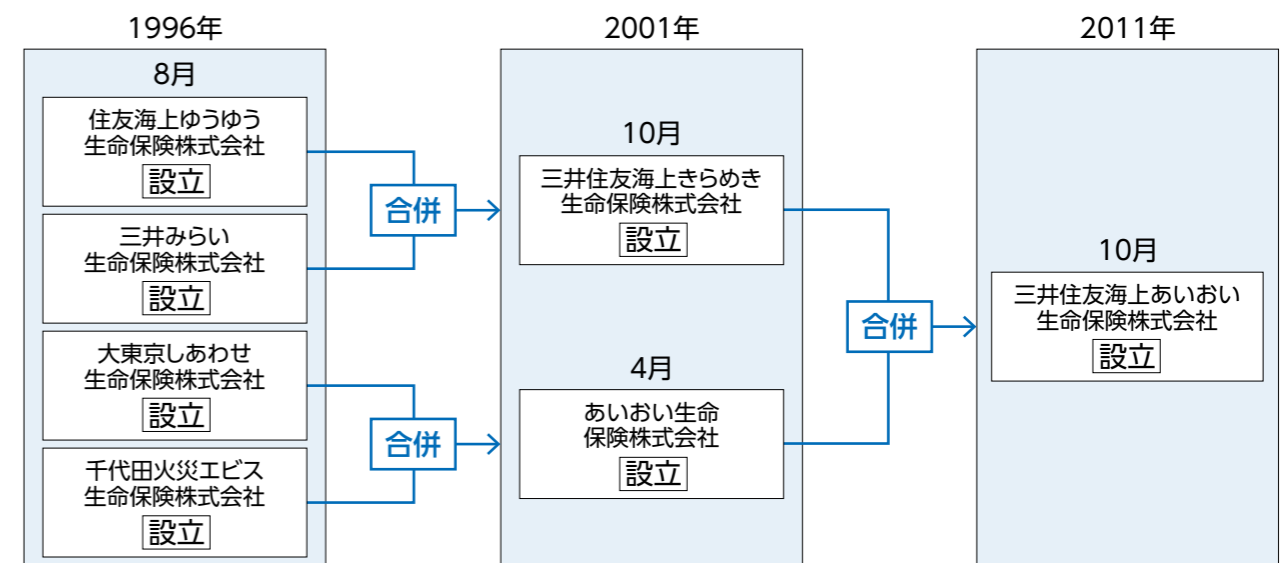 1996年
8月
住友海上ゆうゆう
生命保険株式会社
設立
三井みらい
生命保険株式会社
設立
大東京しあわせ
生命保険株式会社
設立
千代田火災エビス
生命保険株式会社
設立
合併
合併
2001年
10月
三井住友海上きらめき
生命保険株式会社
設立
4月
あいおい生命
保険株式会社
設立
合併
2011年
10月
三井住友海上あいおい
生命保険株式会社
設立